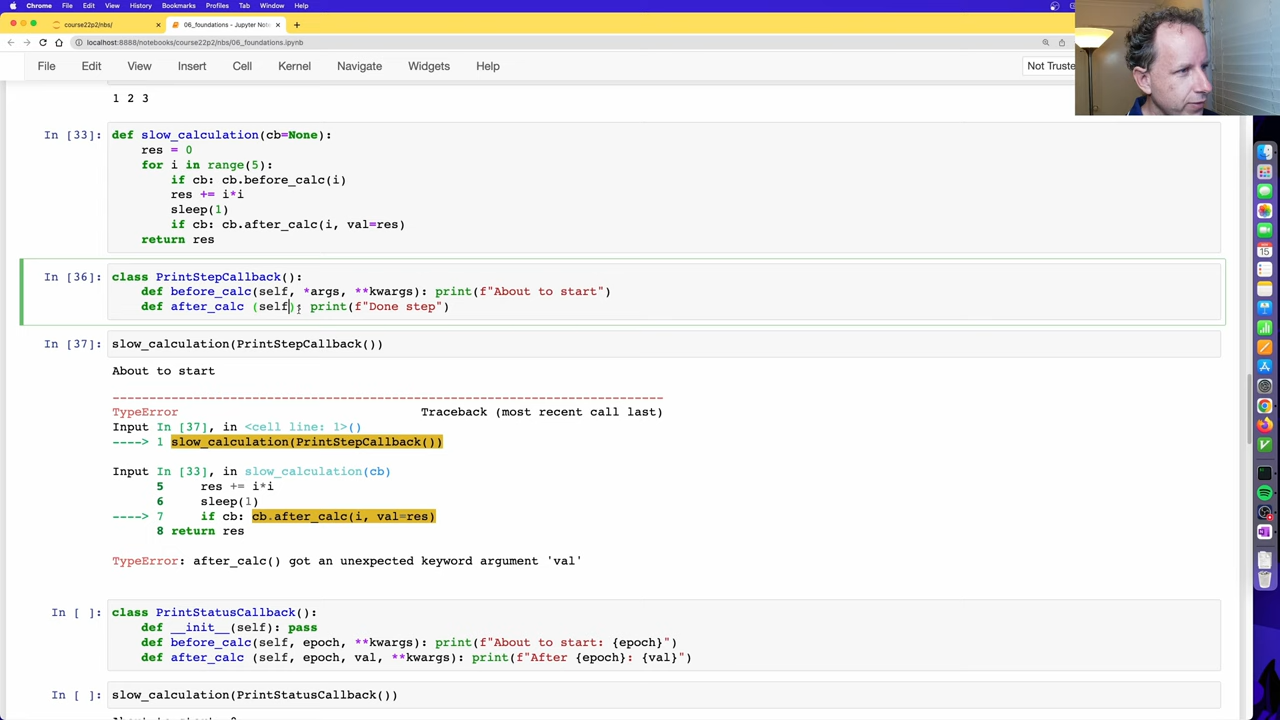 Chrome File Edit View History Bookmarks Profiles Tab Window Help
course22p2/nbs/
06_foundations - Jupyter Not
localhost:8888/notebooks/course22p2/nbs/06_foundations.ipynb
File Edit View Insert Cell Kernel Navigate Widgets Help
Not Truste
1 2 3
In [33]: def slow_calculation(cb=None):
res = 0
for i in range(5):
if cb: cb.before_calc(i)
res += i*i
sleep(1)
if cb: cb.after_calc(i, val=res)
return res
In [36]: class PrintStepCallback():
def before_calc(self, *args, **kwargs): print(f"About to start")
def after_calc (self): print(f"Done step")
In [37]: slow_calculation(PrintStepCallback())
About to start
---------------------------------------------------------------------------
TypeError Traceback (most recent call last)
Input In [37], in <cell line: 1>()
----> 1 slow_calculation(PrintStepCallback())
Input In [33], in slow_calculation(cb)
5 res += i*i
6 sleep(1)
----> 7 if cb: cb.after_calc(i, val=res)
8 return res
TypeError: after_calc() got an unexpected keyword argument 'val'
In [ ]: class PrintStatusCallback():
def __init__(self): pass
def before_calc(self, epoch, **kwargs): print(f"About to start: {epoch}")
def after_calc (self, epoch, val, **kwargs): print(f"After {epoch}: {val}")
In [ ]: slow_calculation(PrintStatusCallback())
15